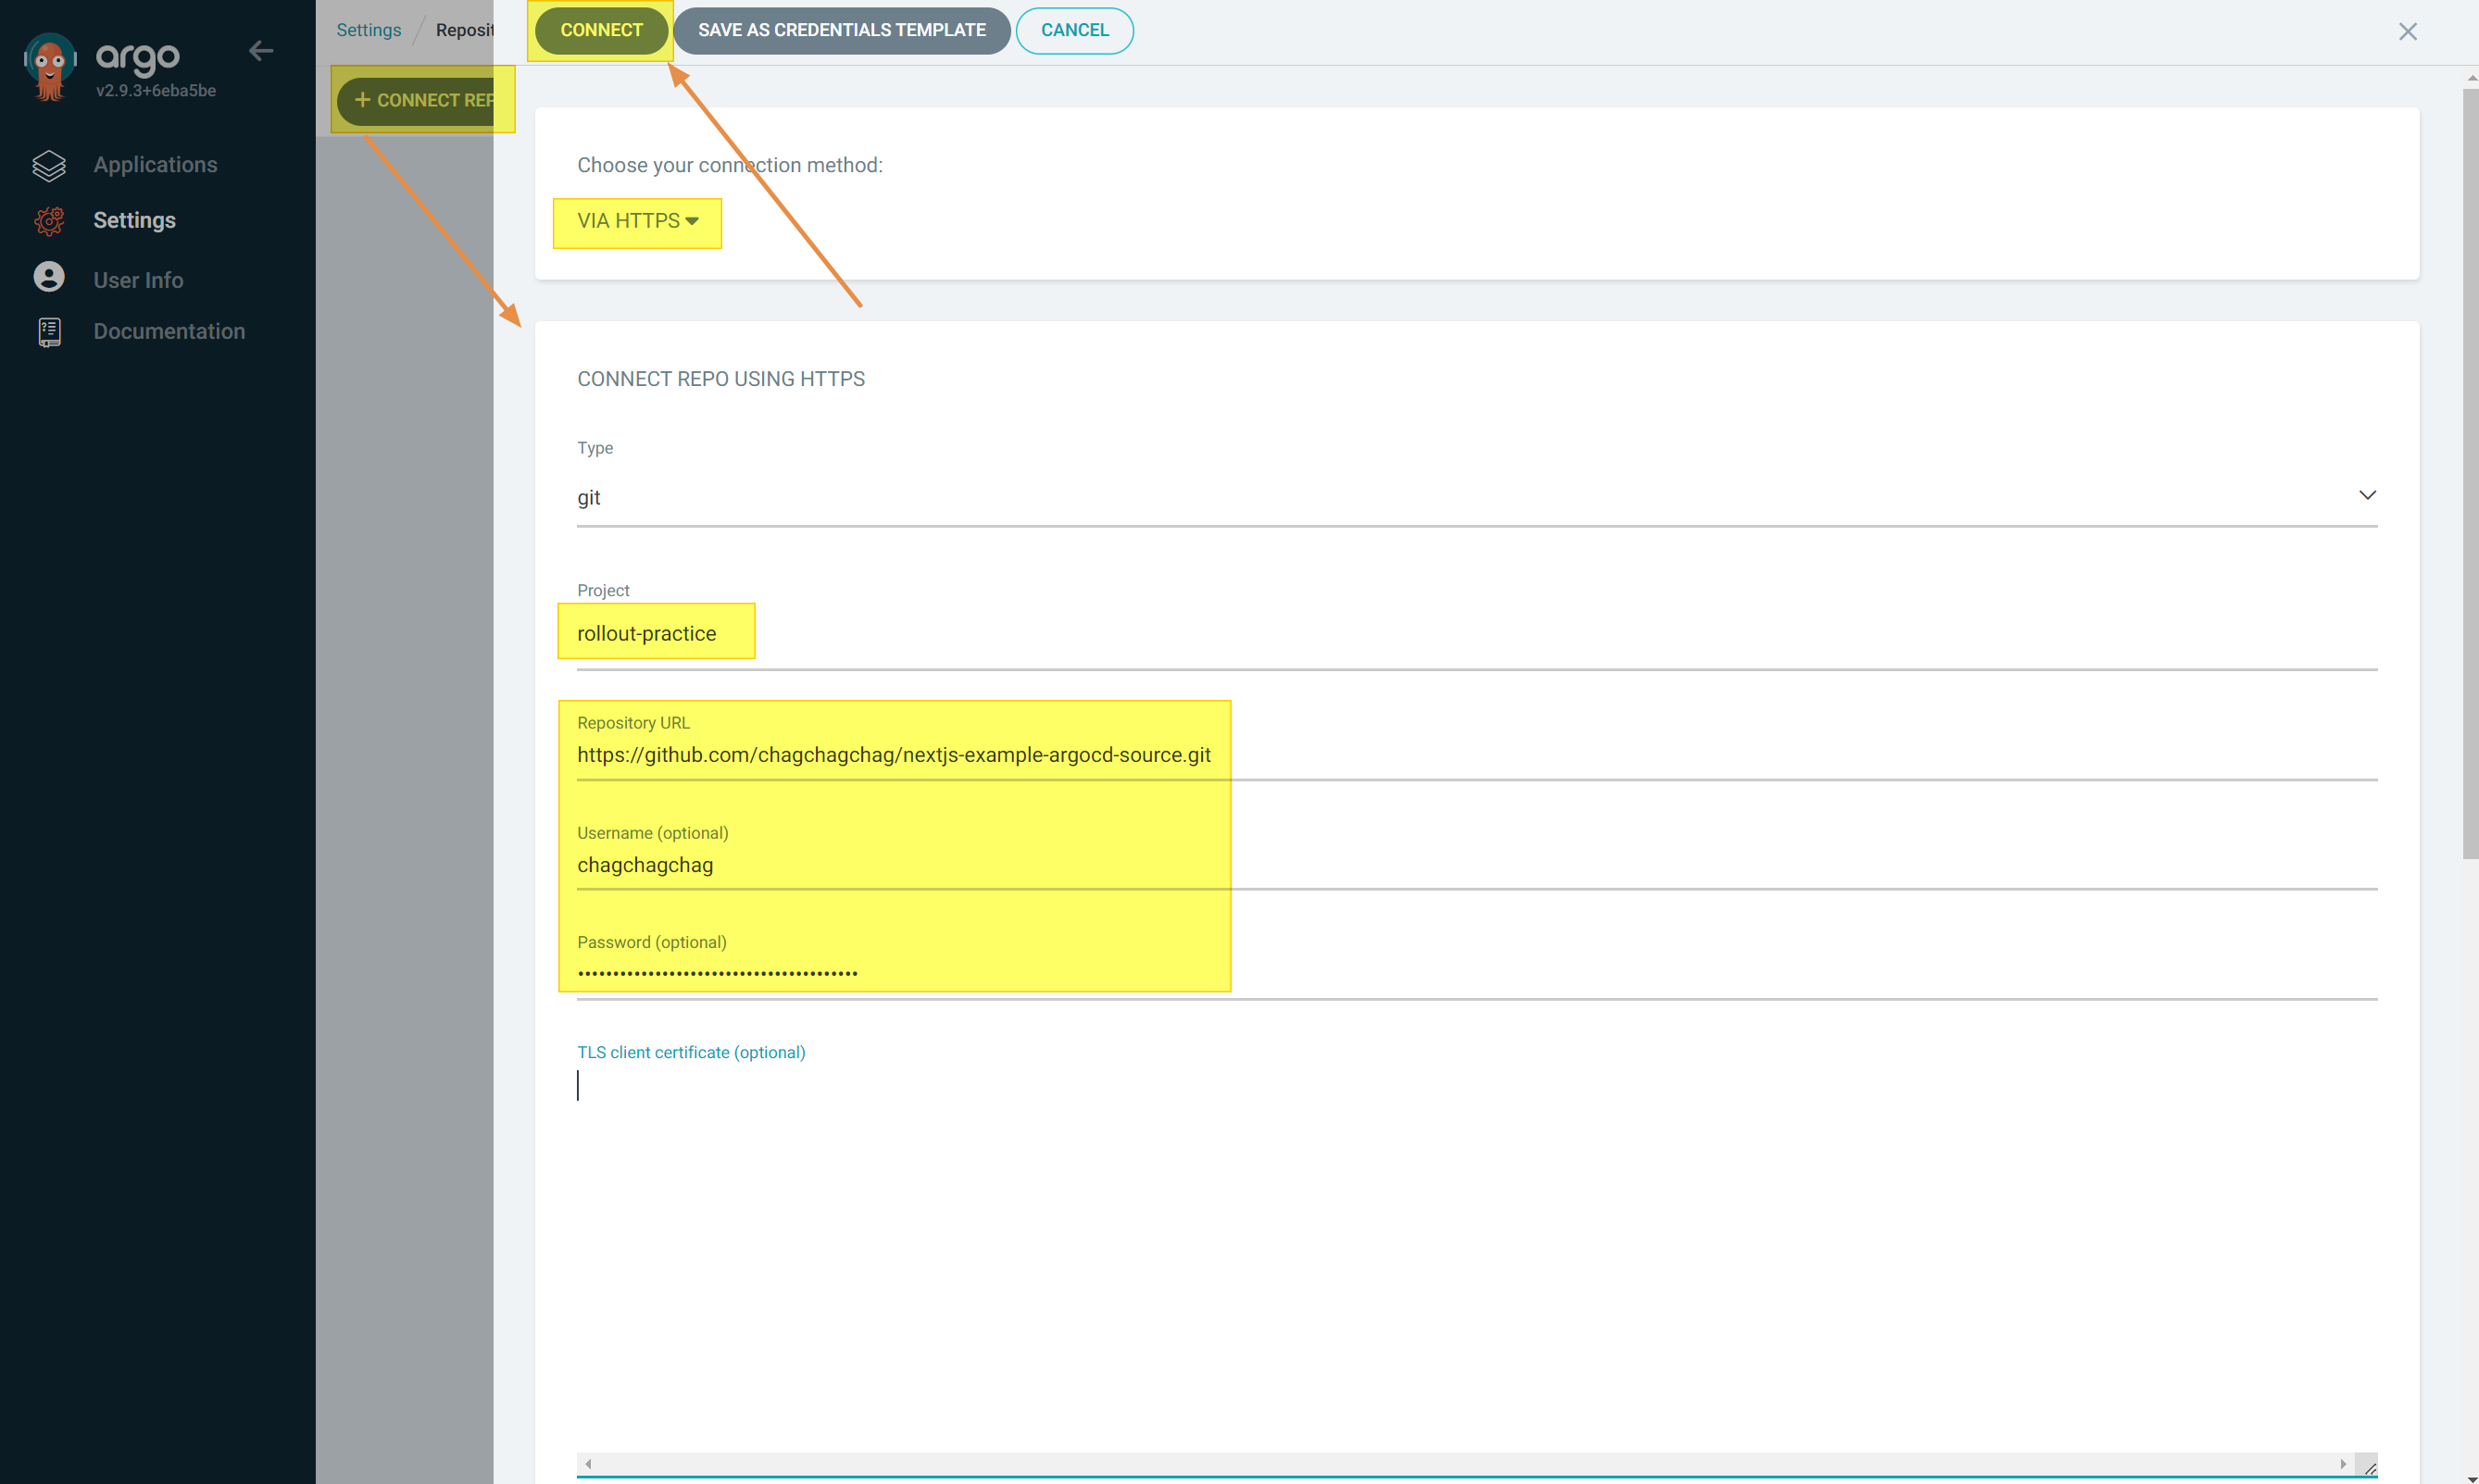 argo
v2.9.3+6eba5be
Applications
Settings
User Info
Documentation
Settings / Reposit
+ CONNECT REP
CONNECT
SAVE AS CREDENTIALS TEMPLATE
CANCEL
Choose your connection method:
VIA HTTPS
CONNECT REPO USING HTTPS
Type
git
Project
rollout-practice
Repository URL
https://github.com/chagchagchag/nextjs-example-argocd-source.git
Username (optional)
chagchagchag
Password (optional)
••••••••••••••••••••••••••••••••••••••••
TLS client certificate (optional)